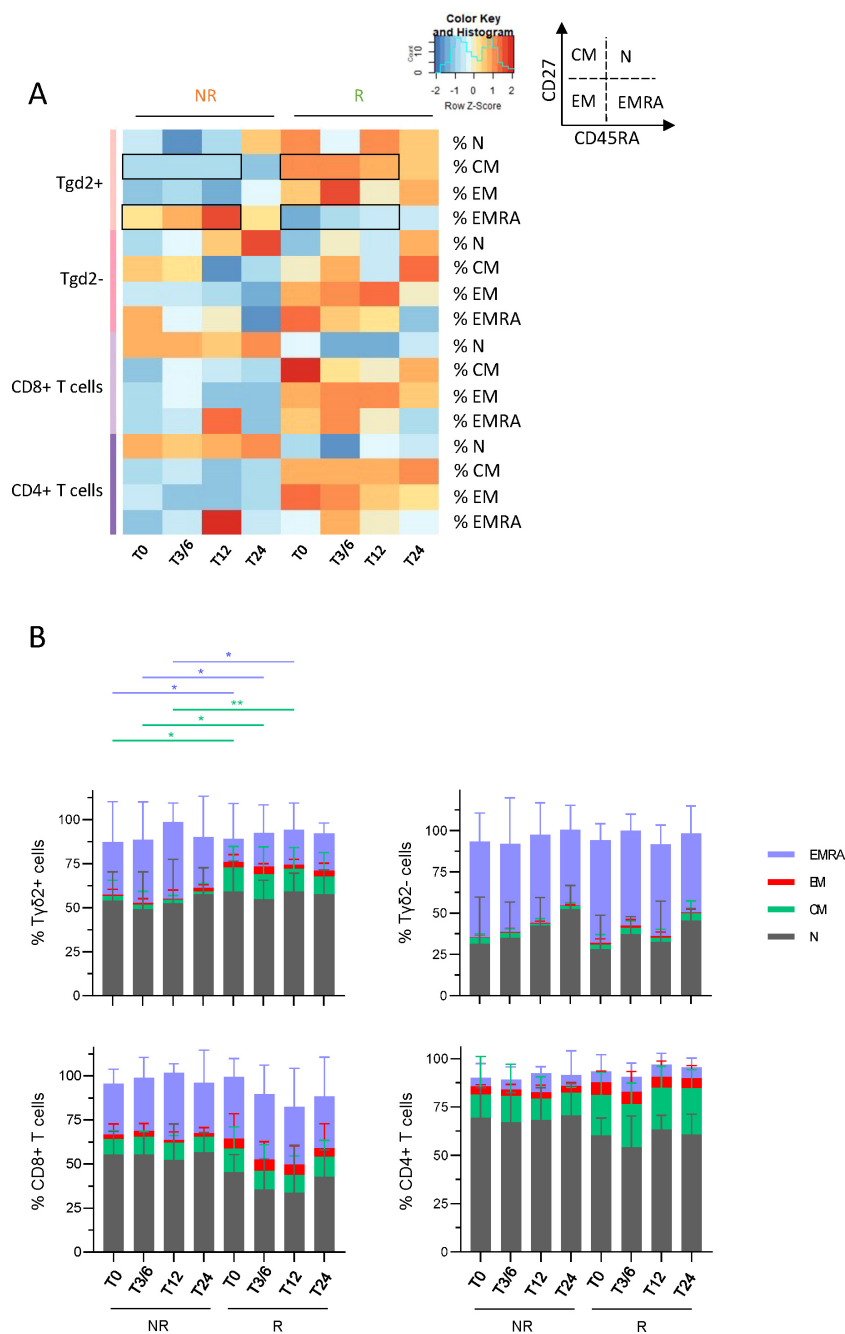 Color Key
and Histogram
Count
0
10
-2
-1
0
1
2
Row Z-Score
CD27
CM
N
EM
EMRA
CD45RA
A
NR
R
Tgd2+
% N
% CM
% EM
% EMRA
Tgd2-
% N
% CM
% EM
% EMRA
CD8+ T cells
% N
% CM
% EM
% EMRA
CD4+ T cells
% N
% CM
% EM
% EMRA
T0
T3/6
T12
T24
T0
T3/6
T12
T24
B
*
*
*
**
*
*
% Tγδ2+ cells
100
75
50
25
0
% Tγδ2- cells
100
75
50
25
0
EMRA
EM
CM
N
% CD8+ T cells
100
75
50
25
0
T0
T3/6
T12
T24
T0
T3/6
T12
T24
NR
R
% CD4+ T cells
100
75
50
25
0
T0
T3/6
T12
T24
T0
T3/6
T12
T24
NR
R